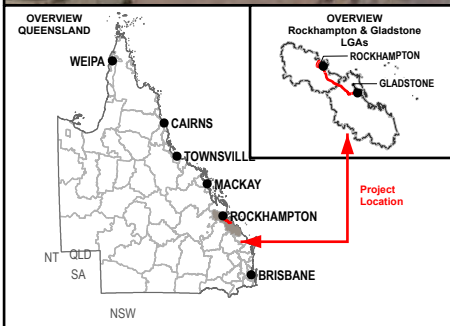 OVERVIEW
QUEENSLAND
WEIPA
CAIRNS
TOWNSVILLE
MACKAY
ROCKHAMPTON
BRISBANE
NT QLD
SA
NSW
OVERVIEW
Rockhampton & Gladstone
LGAs
ROCKHAMPTON
GLADSTONE
Project
Location